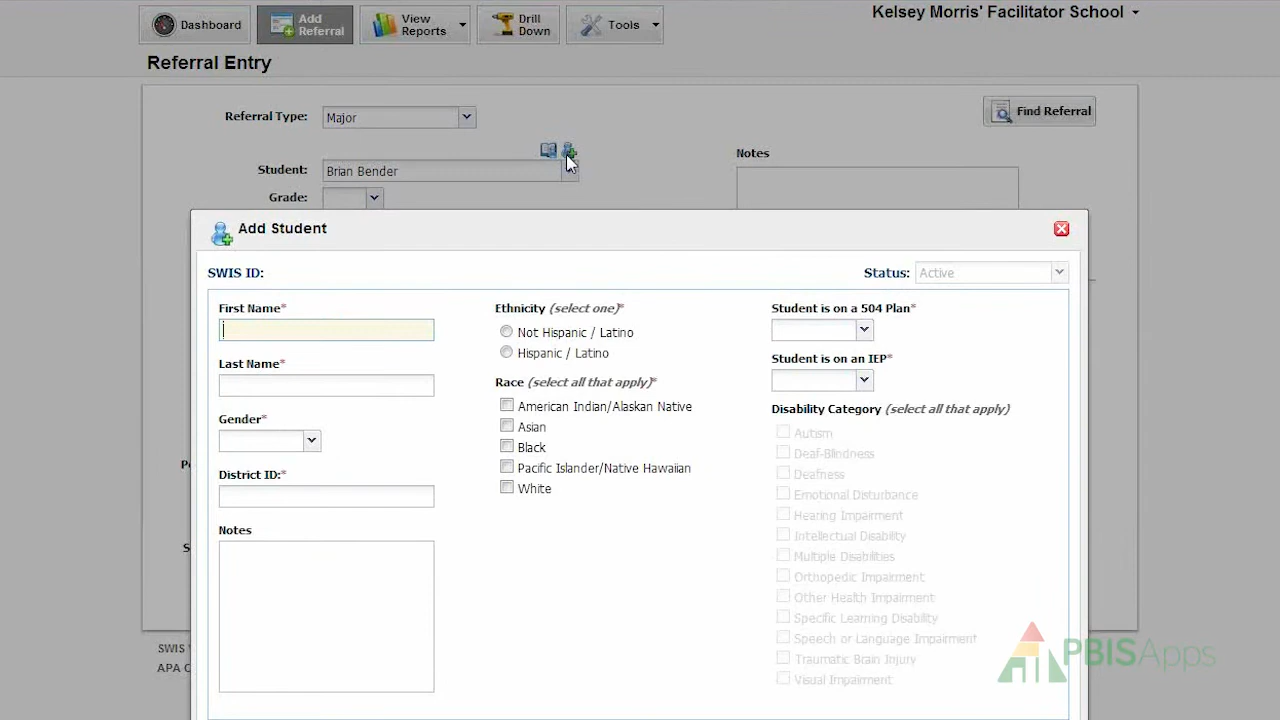 Dashboard
Add Referral
View Reports
Drill Down
Tools
Kelsey Morris' Facilitator School
Referral Entry
Referral Type:
Major
Find Referral
Student:
Brian Bender
Notes
Grade:
Add Student
SWIS ID:
Status:
Active
First Name*
Last Name*
Gender*
District ID:*
Notes
Ethnicity (select one)*
Not Hispanic / Latino
Hispanic / Latino
Race (select all that apply)*
American Indian/Alaskan Native
Asian
Black
Pacific Islander/Native Hawaiian
White
Student is on a 504 Plan*
Student is on an IEP*
Disability Category (select all that apply)
Autism
Deaf-Blindness
Deafness
Emotional Disturbance
Hearing Impairment
Intellectual Disability
Multiple Disabilities
Orthopedic Impairment
Other Health Impairment
Specific Learning Disability
Speech or Language Impairment
Traumatic Brain Injury
Visual Impairment
SWIS
PBISApps